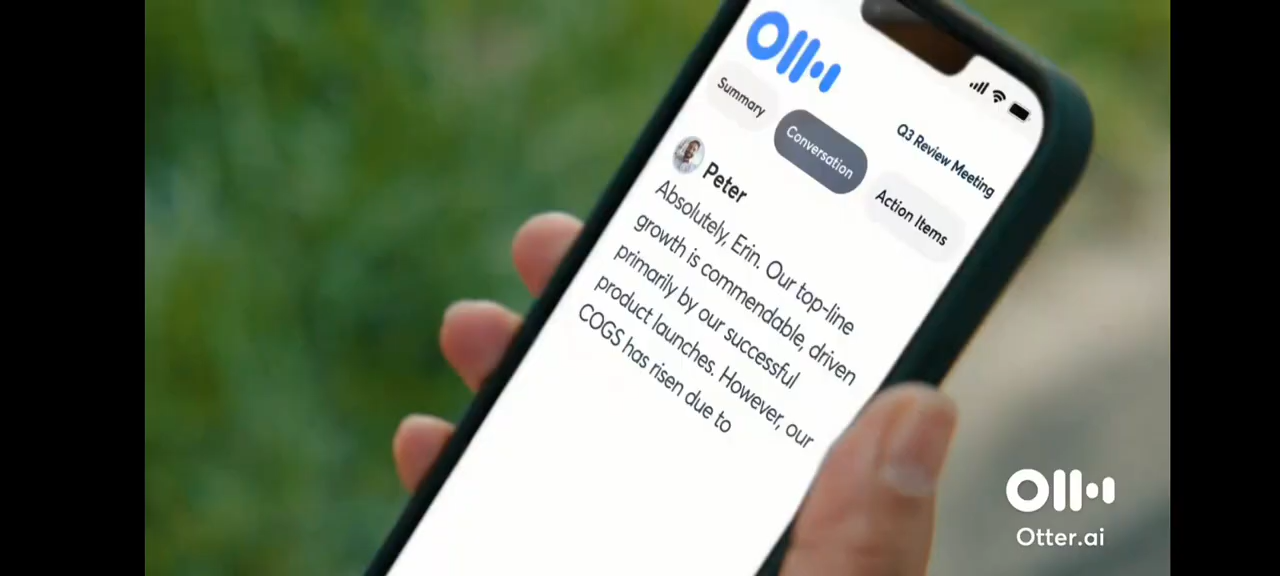 Summary
Conversation
Action Items
Q3 Review Meeting
Peter
Absolutely, Erin. Our top-line
growth is commendable, driven
primarily by our successful
product launches. However, our
COGS has risen due to
Otter.ai